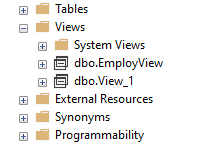 Tables
Views
System Views
dbo.EmployView
dbo.View_1
External Resources
Synonyms
Programmability